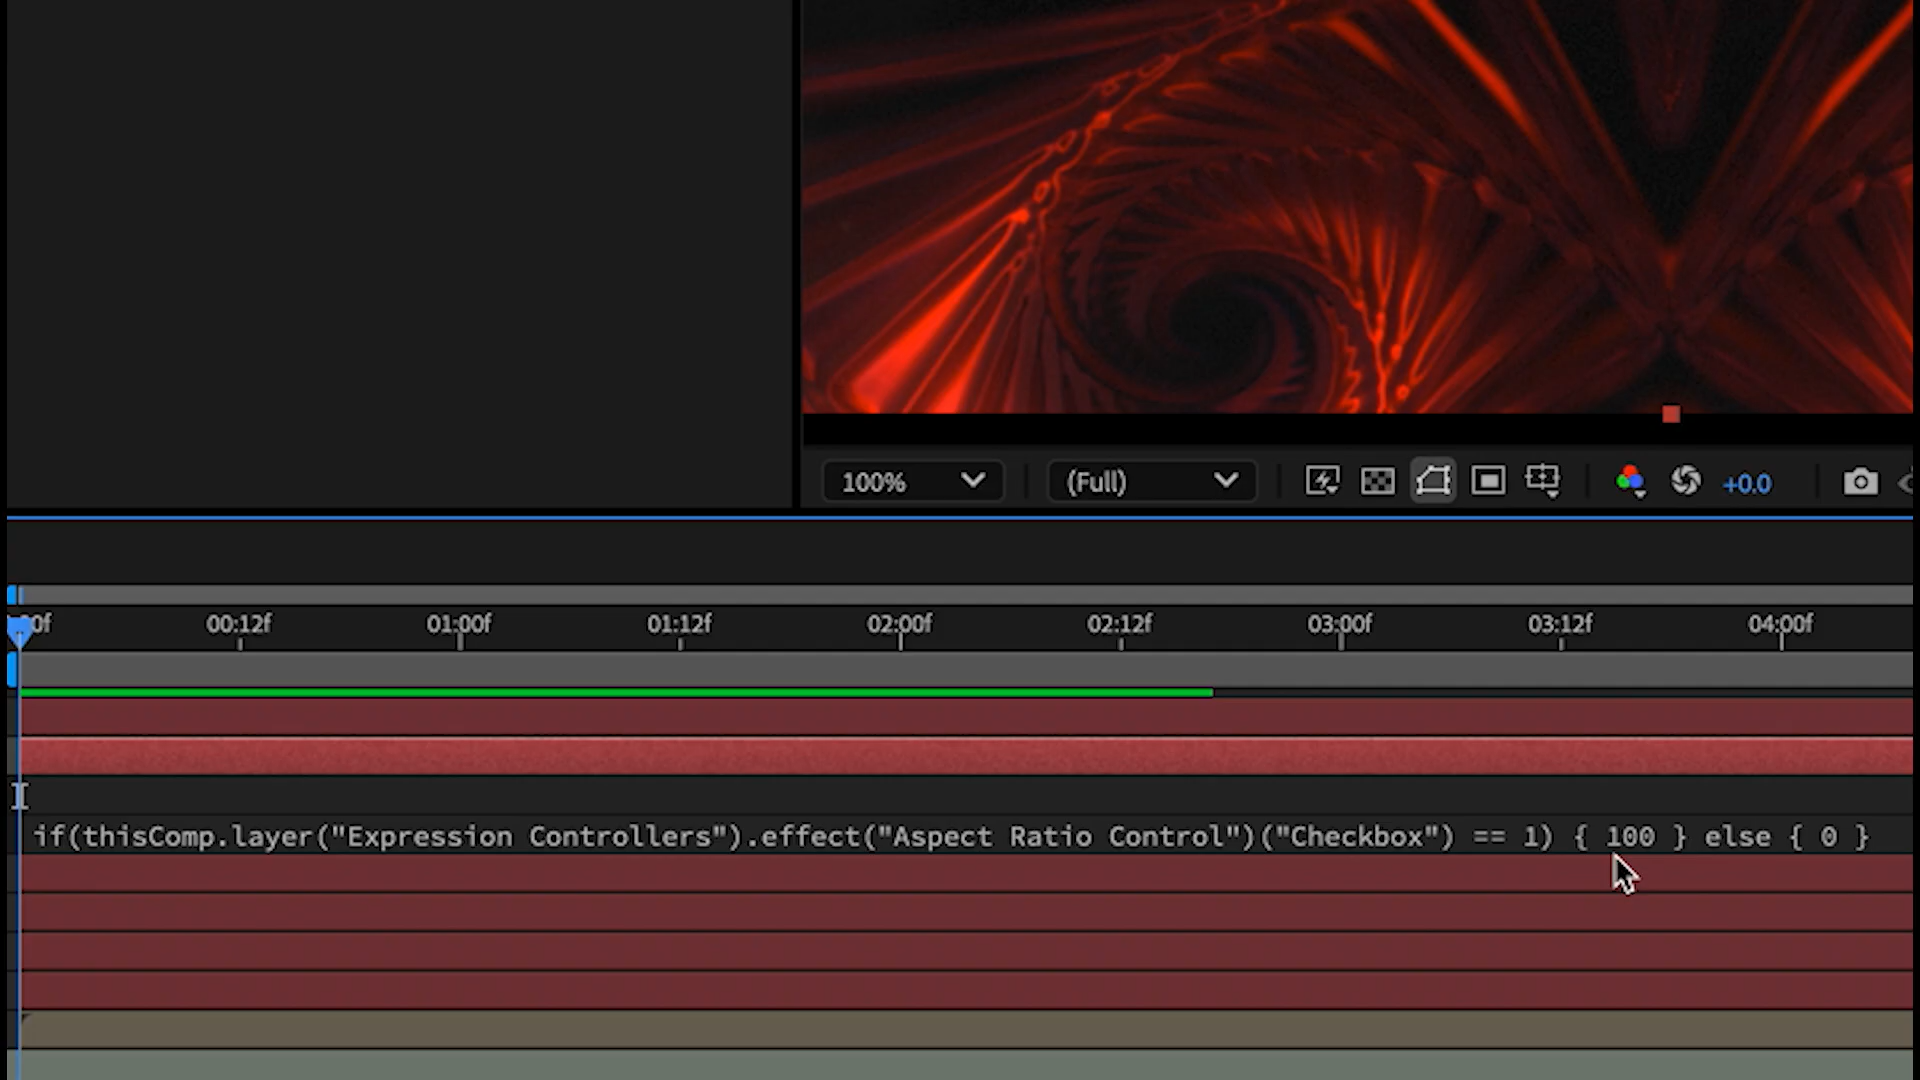 100%
(Full)
+0.0
00f
00:12f
01:00f
01:12f
02:00f
02:12f
03:00f
03:12f
04:00f
if(thisComp.layer("Expression Controllers").effect("Aspect Ratio Control")("Checkbox") == 1) { 100 } else { 0 }